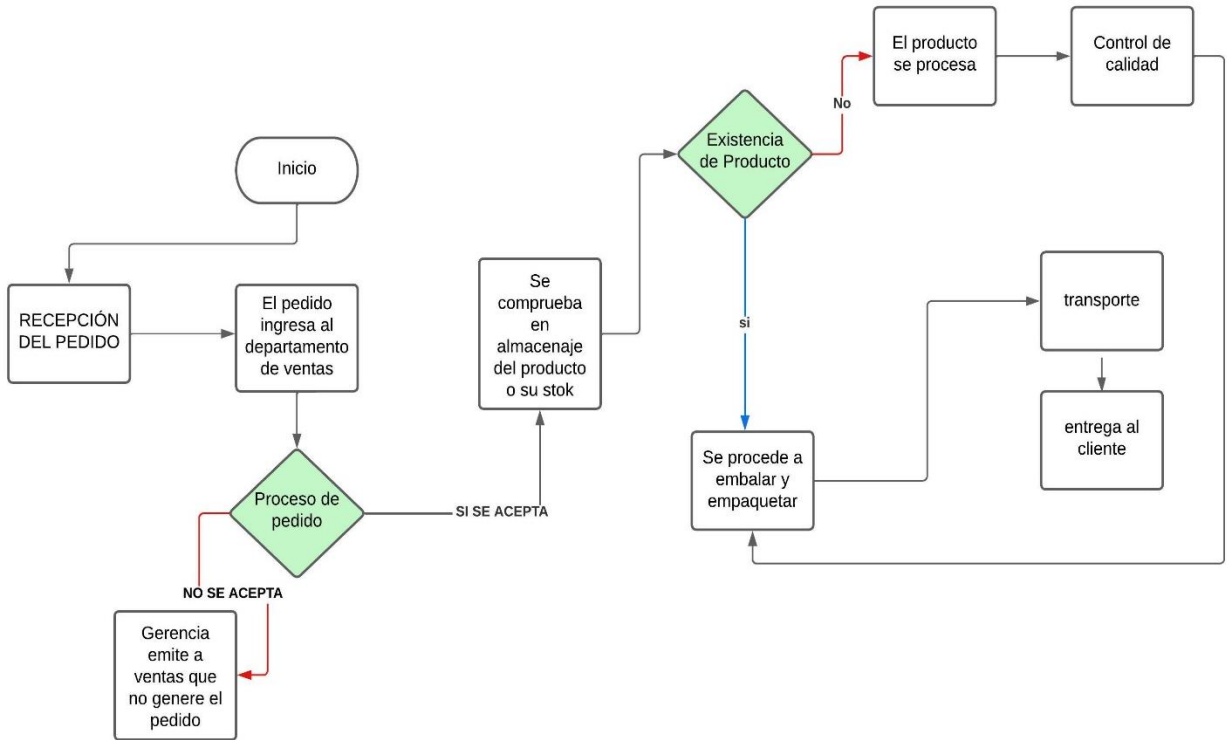 Inicio
RECEPCIÓN
DEL PEDIDO
El pedido
ingresa al
departamento
de ventas
Proceso de
pedido
NO SE ACEPTA
Gerencia
emite a
ventas que
no genere el
pedido
SI SE ACEPTA
Se
comprueba
en
almacenaje
del producto
o su stok
Existencia
de Producto
No
El producto
se procesa
Control de
calidad
si
Se procede a
embalar y
empaquetar
transporte
entrega al
cliente